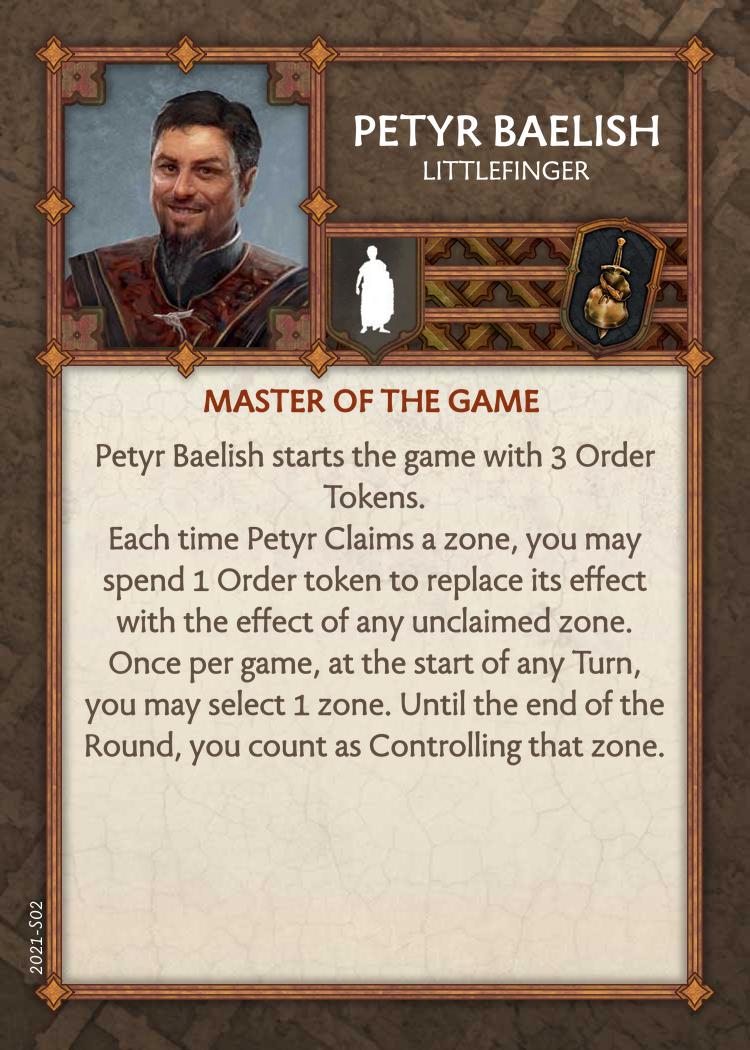 PETYR BAELISH
LITTLEFINGER
MASTER OF THE GAME
Petyr Baelish starts the game with 3 Order
Tokens.
Each time Petyr Claims a zone, you may
spend 1 Order token to replace its effect
with the effect of any unclaimed zone.
Once per game, at the start of any Turn,
you may select 1 zone. Until the end of the
Round, you count as Controlling that zone.
2021-S02